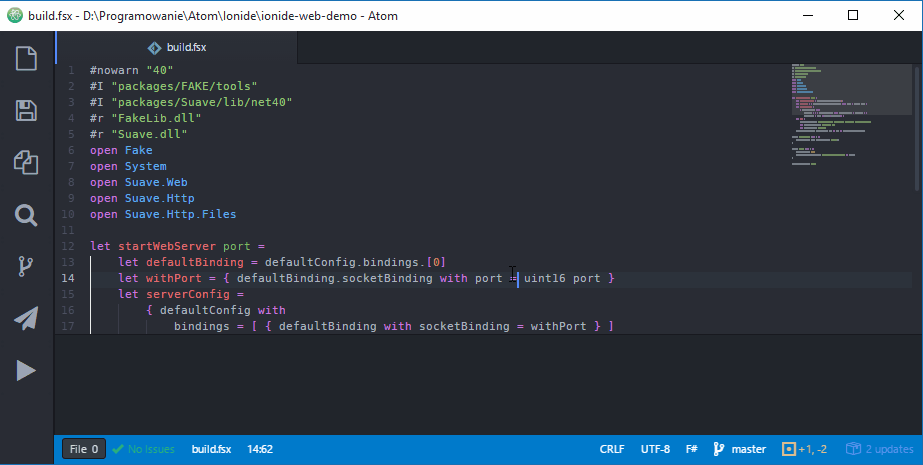 build.fsx - D:\Programowanie\Atom\Ionide\ionide-web-demo - Atom
build.fsx
1 #nowarn "40"
2 #I "packages/FAKE/tools"
3 #I "packages/Suave/lib/net40"
4 #r "FakeLib.dll"
5 #r "Suave.dll"
6 open Fake
7 open System
8 open Suave.Web
9 open Suave.Http
10 open Suave.Http.Files
11
12 let startWebServer port =
13 let defaultBinding = defaultConfig.bindings.[0]
14 let withPort = { defaultBinding.socketBinding with port = uint16 port }
15 let serverConfig =
16 { defaultConfig with
17 bindings = [ { defaultBinding with socketBinding = withPort } ]
File 0 No issues build.fsx 14:62 CRLF UTF-8 F# master +1, -2 2 updates